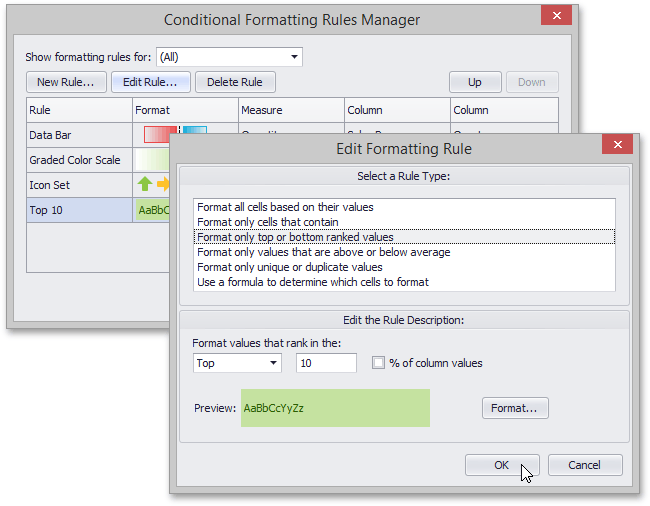 Conditional Formatting Rules Manager
Show formatting rules for: (All)
New Rule... Edit Rule... Delete Rule Up Down
Rule Format Measure Column Column
Data Bar
Graded Color Scale
Icon Set
Top 10 AaBbC
Edit Formatting Rule
Select a Rule Type:
Format all cells based on their values
Format only cells that contain
Format only top or bottom ranked values
Format only values that are above or below average
Format only unique or duplicate values
Use a formula to determine which cells to format
Edit the Rule Description:
Format values that rank in the:
Top 10 % of column values
Preview: AaBbCcYyZz Format...
OK Cancel